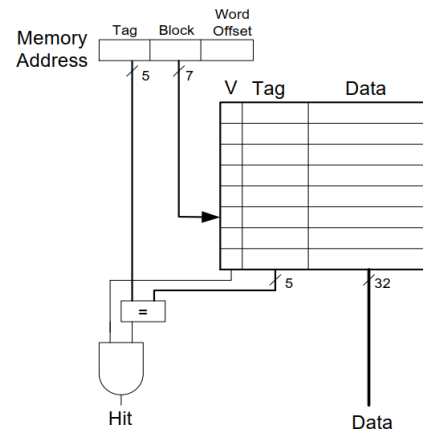 Word
Tag Block Offset
Memory
Address
5 7
V Tag Data
5 32
=
Hit Data